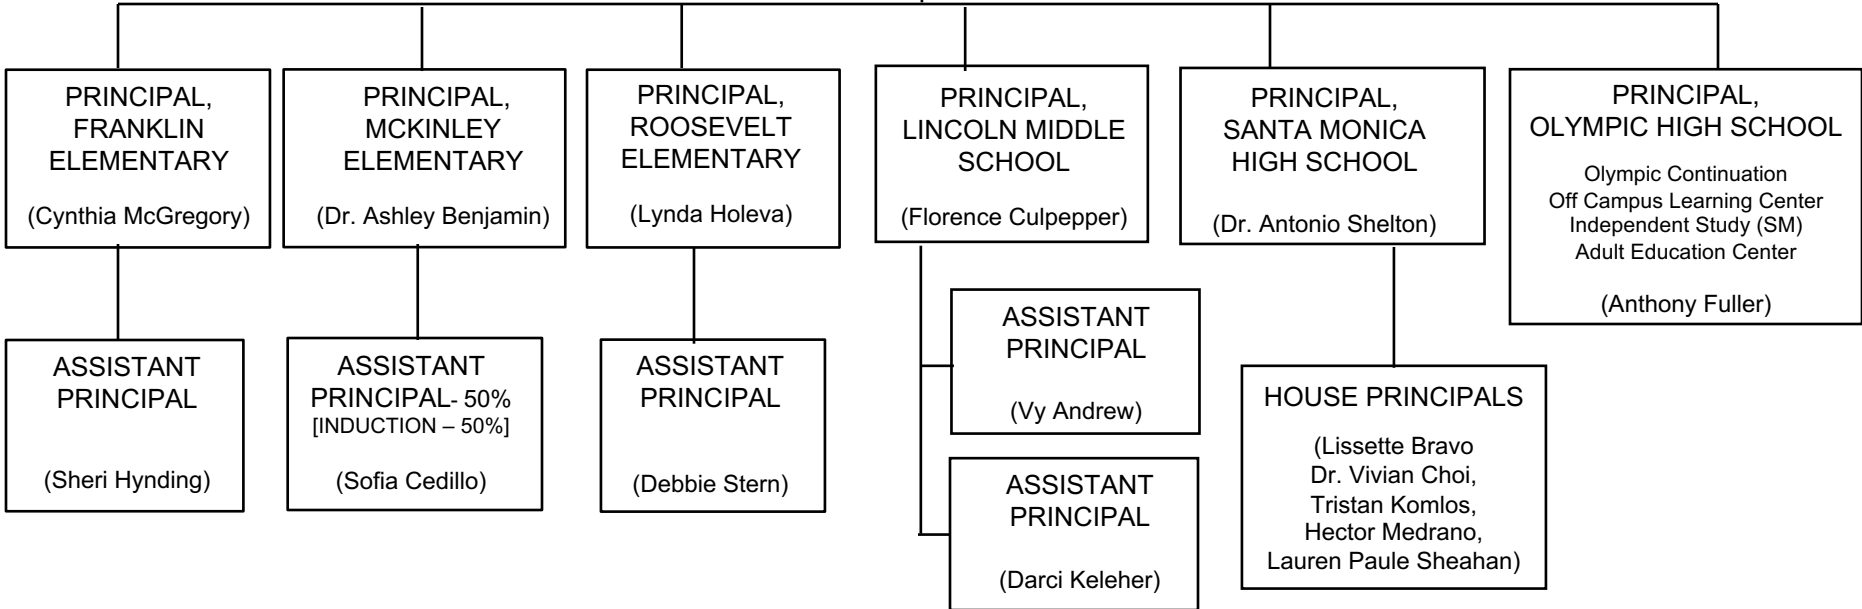 PRINCIPAL,
FRANKLIN
ELEMENTARY
(Cynthia McGregory)
PRINCIPAL,
MCKINLEY
ELEMENTARY
(Dr. Ashley Benjamin)
PRINCIPAL,
ROOSEVELT
ELEMENTARY
(Lynda Holeva)
PRINCIPAL,
LINCOLN MIDDLE
SCHOOL
(Florence Culpepper)
PRINCIPAL,
SANTA MONICA
HIGH SCHOOL
(Dr. Antonio Shelton)
PRINCIPAL,
OLYMPIC HIGH SCHOOL
Olympic Continuation
Off Campus Learning Center
Independent Study (SM)
Adult Education Center
(Anthony Fuller)
ASSISTANT
PRINCIPAL
(Sheri Hynding)
ASSISTANT
PRINCIPAL- 50%
[INDUCTION – 50%]
(Sofia Cedillo)
ASSISTANT
PRINCIPAL
(Debbie Stern)
ASSISTANT
PRINCIPAL
(Vy Andrew)
ASSISTANT
PRINCIPAL
(Darci Keleher)
HOUSE PRINCIPALS
(Lissette Bravo
Dr. Vivian Choi,
Tristan Komlos,
Hector Medrano,
Lauren Paule Sheahan)